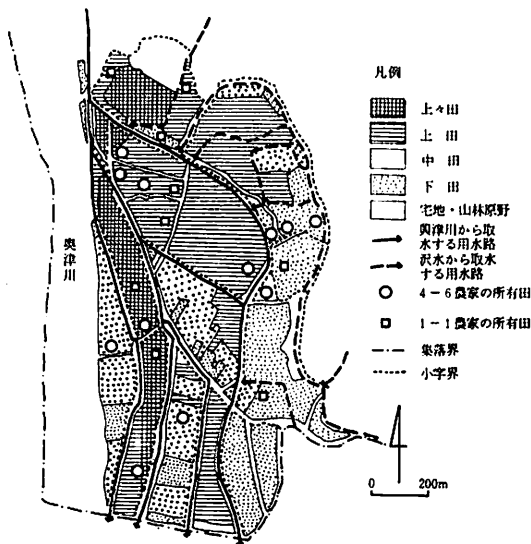 凡例
上々田
上田
中田
下田
宅地・山林原野
奥津川から取
水する用水路
沢水から取水
する用水路
4－6農家の所有田
1－1農家の所有田
集落界
小字界
奥津川
0 200m